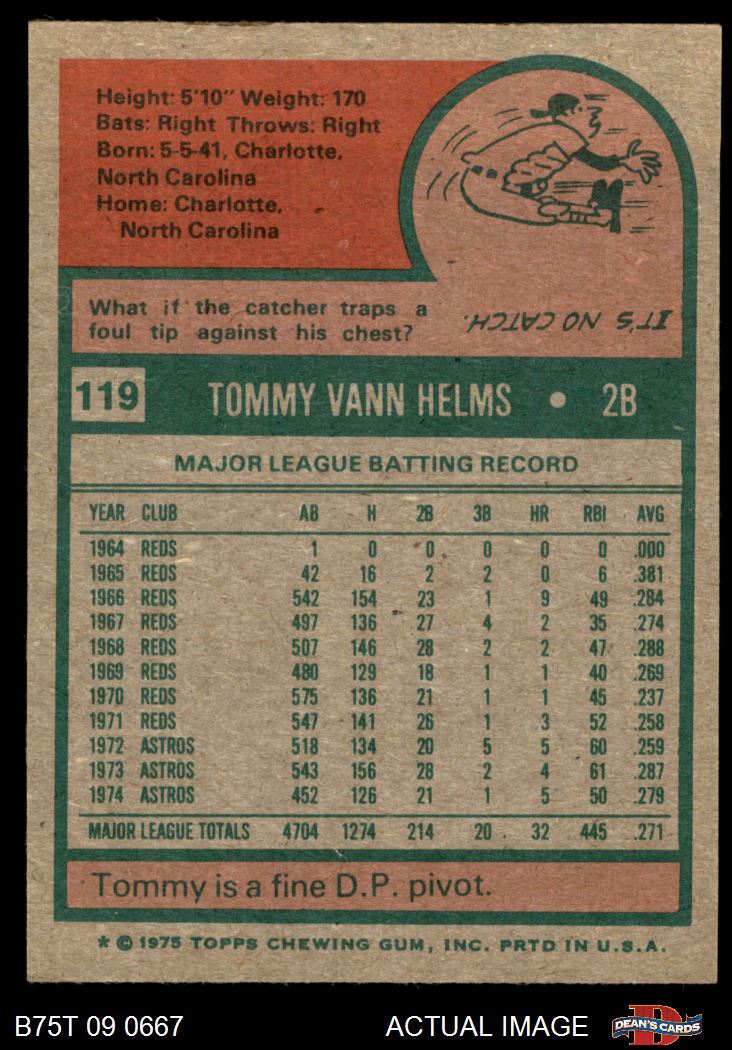 Height: 5'10" Weight: 170
Bats: Right Throws: Right
Born: 5-5-41, Charlotte,
North Carolina
Home: Charlotte,
North Carolina
What if the catcher traps a
foul tip against his chest?
IT'S NO CATCH.
119 TOMMY VANN HELMS • 2B
MAJOR LEAGUE BATTING RECORD
YEAR CLUB AB H 2B 3B HR RBI AVG
1964 REDS 1 0 0 0 0 0 .000
1965 REDS 42 16 2 2 0 6 .381
1966 REDS 542 154 23 1 9 49 .284
1967 REDS 497 136 27 4 2 35 .274
1968 REDS 507 146 28 2 2 47 .288
1969 REDS 480 129 18 1 1 40 .269
1970 REDS 575 136 21 1 1 45 .237
1971 REDS 547 141 26 1 3 52 .258
1972 ASTROS 518 134 20 5 5 60 .259
1973 ASTROS 543 156 28 2 4 61 .287
1974 ASTROS 452 126 21 1 5 50 .279
MAJOR LEAGUE TOTALS 4704 1274 214 20 32 445 .271
Tommy is a fine D.P. pivot.
* © 1975 TOPPS CHEWING GUM, INC. PRTD IN U.S.A.
B75T 09 0667 ACTUAL IMAGE DEAN'S CARDS